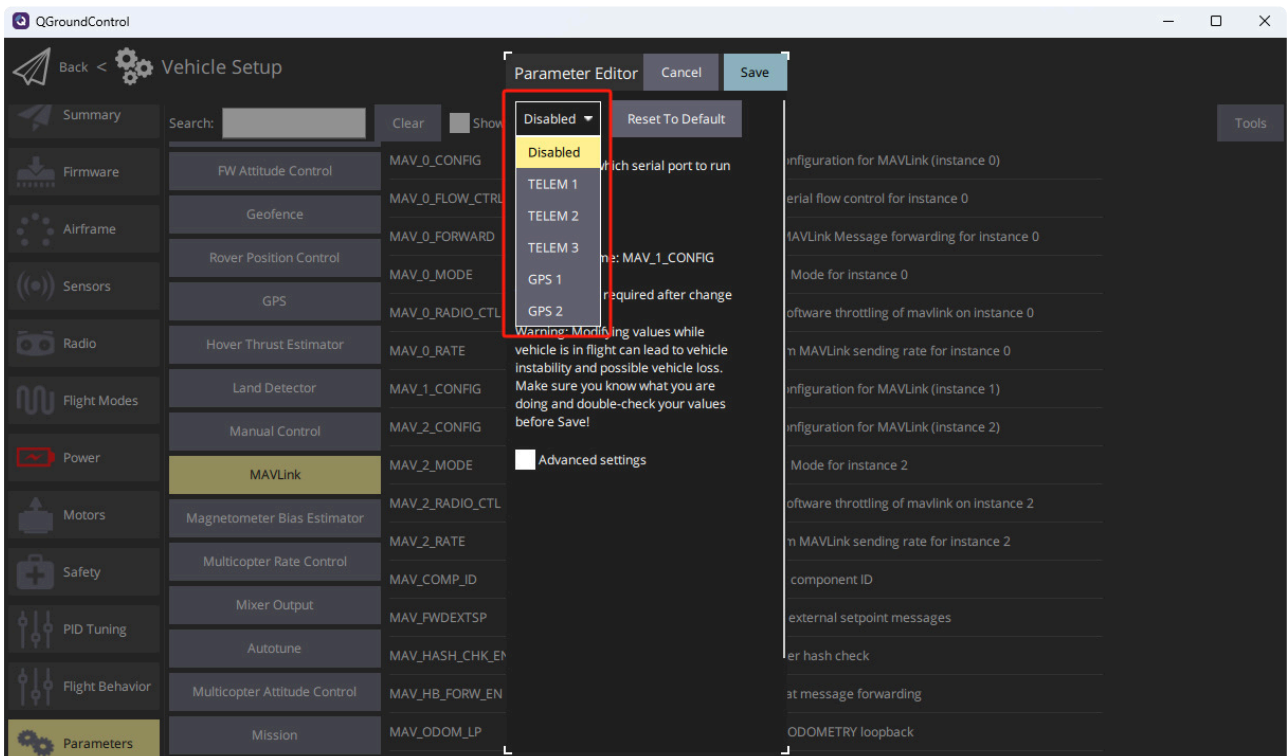 QGroundControl
Back < Vehicle Setup
Parameter Editor Cancel Save
Summary
Firmware
Airframe
Sensors
Radio
Flight Modes
Power
Motors
Safety
PID Tuning
Flight Behavior
Parameters
Search: Clear Show Tools
FW Attitude Control
Geofence
Rover Position Control
GPS
Hover Thrust Estimator
Land Detector
Manual Control
MAVLink
Magnetometer Bias Estimator
Multicopter Rate Control
Mixer Output
Autotune
Multicopter Attitude Control
Mission
MAV_0_CONFIG
MAV_0_FLOW_CTRL
MAV_0_FORWARD
MAV_0_MODE
MAV_0_RADIO_CTL
MAV_0_RATE
MAV_1_CONFIG
MAV_2_CONFIG
MAV_2_MODE
MAV_2_RADIO_CTL
MAV_2_RATE
MAV_COMP_ID
MAV_FWDEXTSP
MAV_HASH_CHK_EN
MAV_HB_FORW_EN
MAV_ODOM_LP
Disabled Reset To Default
Disabled
TELEM 1
TELEM 2
TELEM 3
GPS 1
GPS 2
which serial port to run
me: MAV_1_CONFIG
required after change
Warning: Modifying values while
vehicle is in flight can lead to vehicle
instability and possible vehicle loss.
Make sure you know what you are
doing and double-check your values
before Save!
Advanced settings
onfiguration for MAVLink (instance 0)
erial flow control for instance 0
MAVLink Message forwarding for instance 0
Mode for instance 0
oftware throttling of mavlink on instance 0
m MAVLink sending rate for instance 0
onfiguration for MAVLink (instance 1)
onfiguration for MAVLink (instance 2)
Mode for instance 2
oftware throttling of mavlink on instance 2
m MAVLink sending rate for instance 2
component ID
external setpoint messages
er hash check
at message forwarding
ODOMETRY loopback